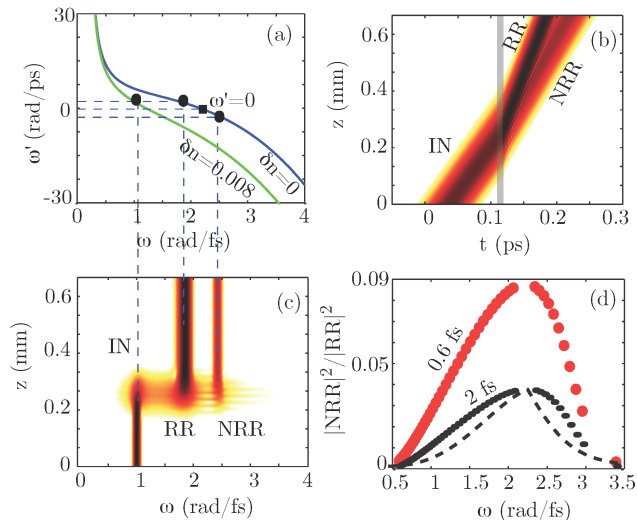 30
(a)
ω' (rad/ps)
0
-30
ω'=0
δn=0.008
δn=0
0
1
2
3
4
ω (rad/fs)
0.6
z (mm)
0.4
0.2
0
(b)
RR
NRR
IN
0
0.1
0.2
0.3
t (ps)
0.6
z (mm)
0.4
0.2
0
(c)
IN
RR
NRR
0
1
2
3
4
ω (rad/fs)
0.09
|NRR|²/|RR|²
0.05
0
(d)
0.6 fs
2 fs
0.5
1
1.5
2
2.5
3
3.5
ω (rad/fs)